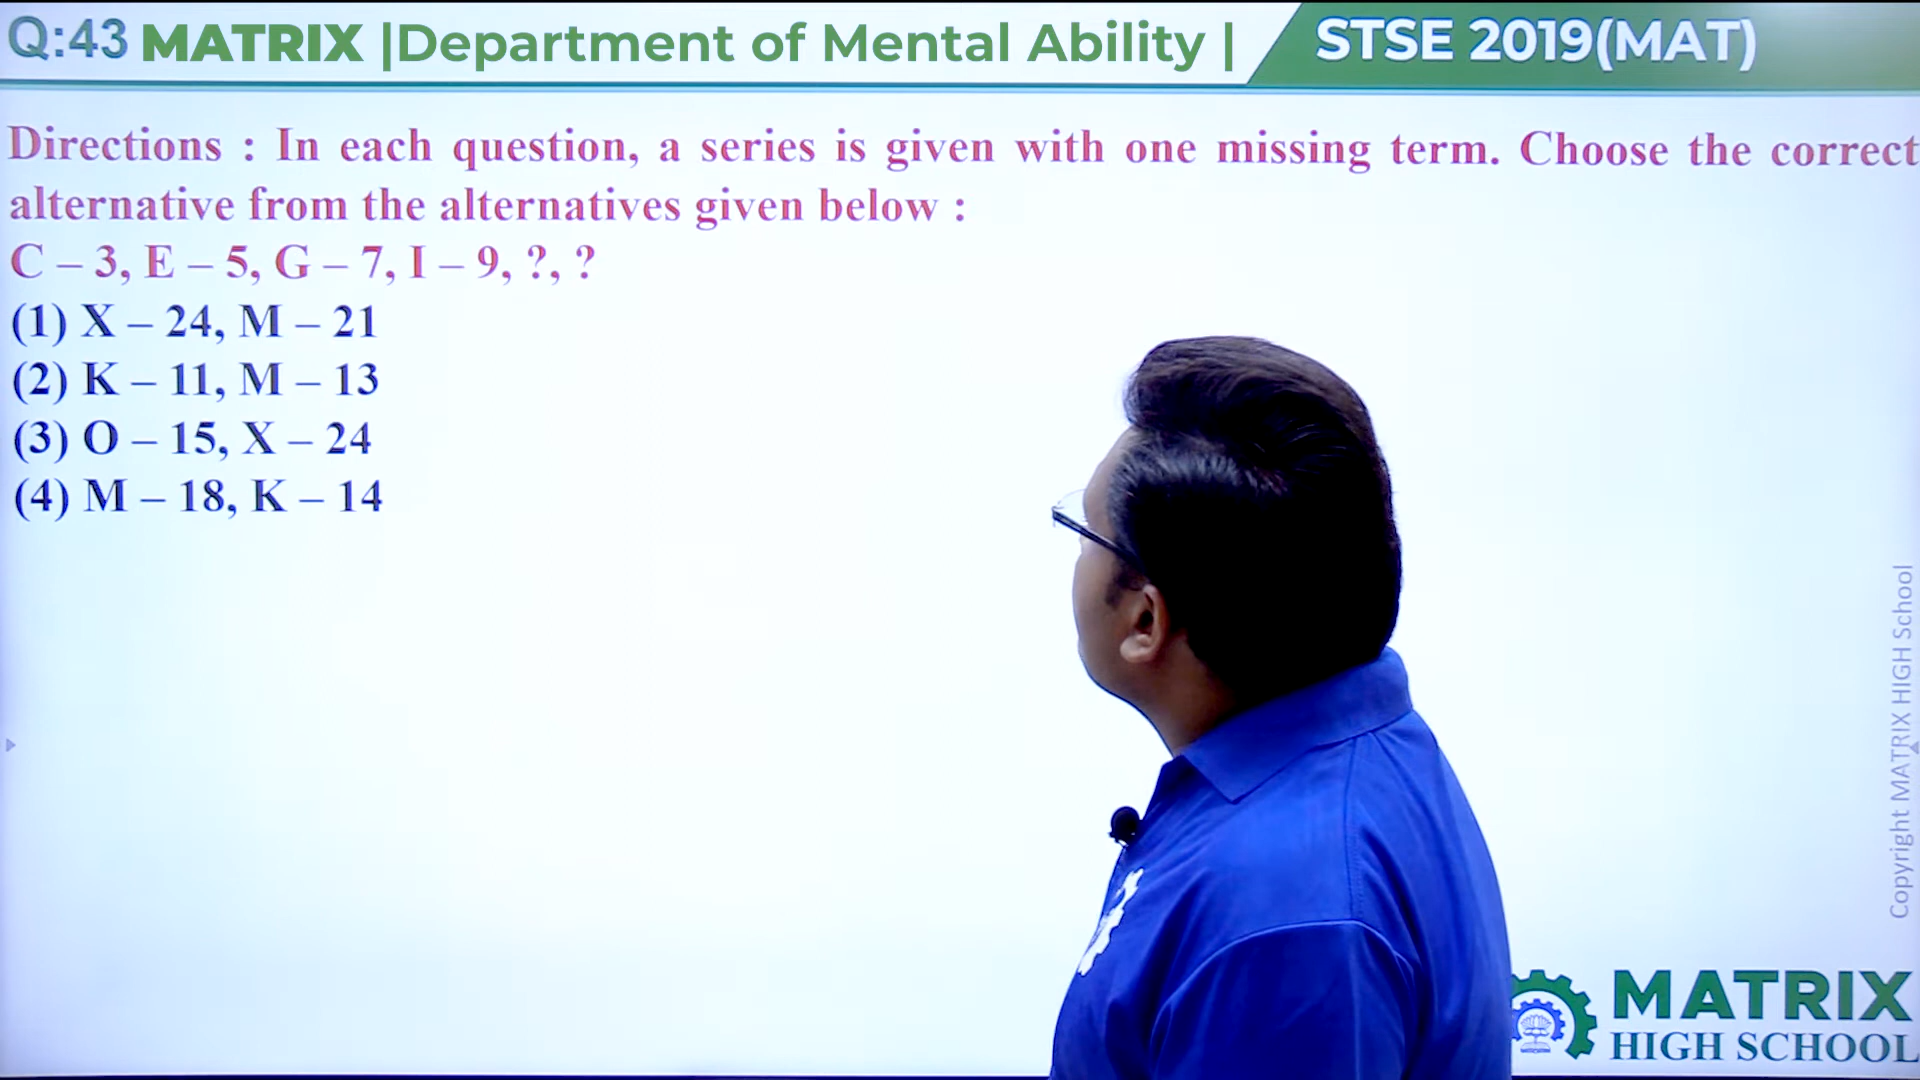 Q:43 MATRIX |Department of Mental Ability | STSE 2019(MAT)
Directions : In each question, a series is given with one missing term. Choose the correct
alternative from the alternatives given below :
C – 3, E – 5, G – 7, I – 9, ?, ?
(1) X – 24, M – 21
(2) K – 11, M – 13
(3) O – 15, X – 24
(4) M – 18, K – 14
Copyright MATRIX HIGH School
MATRIX
HIGH SCHOOL